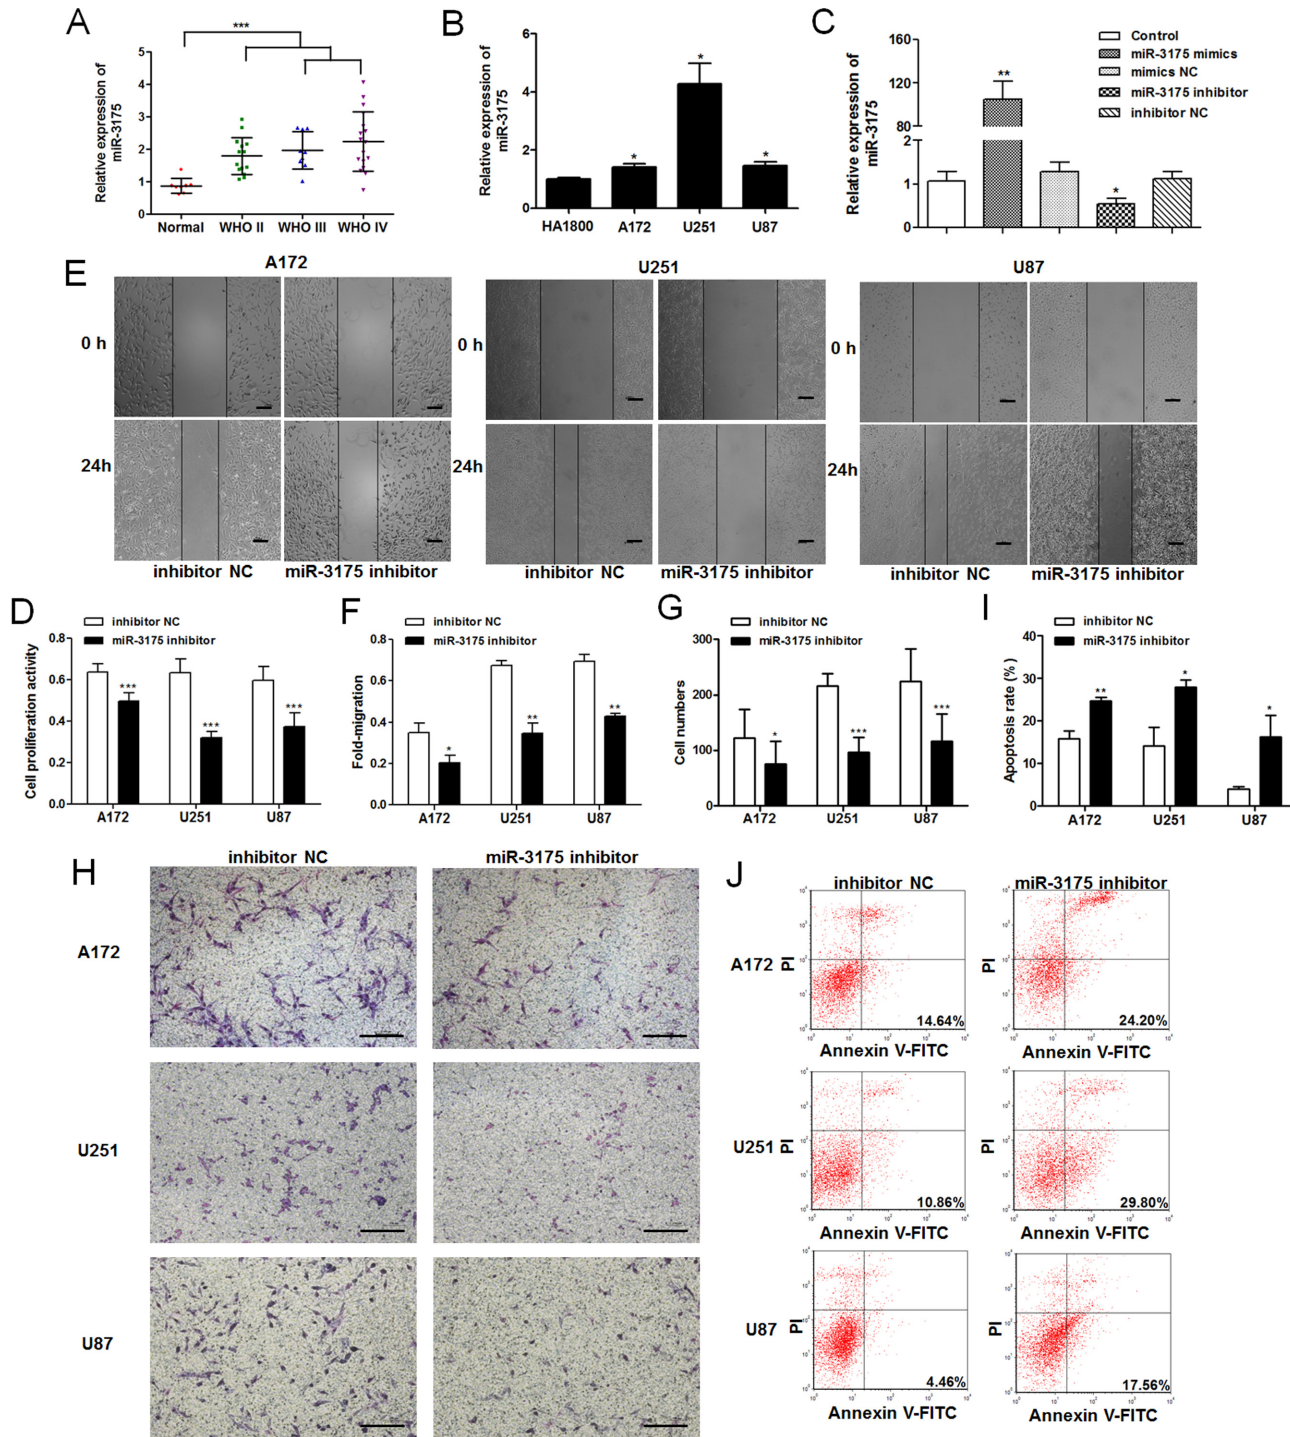 A
***
Relative expression of
miR-3175
5
4
3
2
1
0
Normal
WHO II
WHO III
WHO IV
B
Relative expression of
miR-3175
6
4
2
0
*
*
*
HA1800
A172
U251
U87
C
Relative expression of
miR-3175
160
120
80
2
1
0
**
*
Control
miR-3175 mimics
mimics NC
miR-3175 inhibitor
inhibitor NC
E
A172
U251
U87
0 h
0 h
0 h
24h
24h
24h
inhibitor NC
miR-3175 inhibitor
inhibitor NC
miR-3175 inhibitor
inhibitor NC
miR-3175 inhibitor
D
inhibitor NC
miR-3175 inhibitor
Cell proliferation activity
0.8
0.6
0.4
0.2
0.0
***
***
***
A172
U251
U87
F
inhibitor NC
miR-3175 inhibitor
Fold-migration
0.8
0.6
0.4
0.2
0.0
*
**
**
A172
U251
U87
G
inhibitor NC
miR-3175 inhibitor
Cell numbers
300
200
100
0
*
***
***
A172
U251
U87
I
inhibitor NC
miR-3175 inhibitor
Apoptosis rate (%)
40
30
20
10
0
**
*
*
A172
U251
U87
H
inhibitor NC
miR-3175 inhibitor
A172
U251
U87
J
inhibitor NC
miR-3175 inhibitor
A172
PI
14.64%
Annexin V-FITC
PI
24.20%
Annexin V-FITC
U251
PI
10.86%
Annexin V-FITC
PI
29.80%
Annexin V-FITC
U87
PI
4.46%
Annexin V-FITC
PI
17.56%
Annexin V-FITC